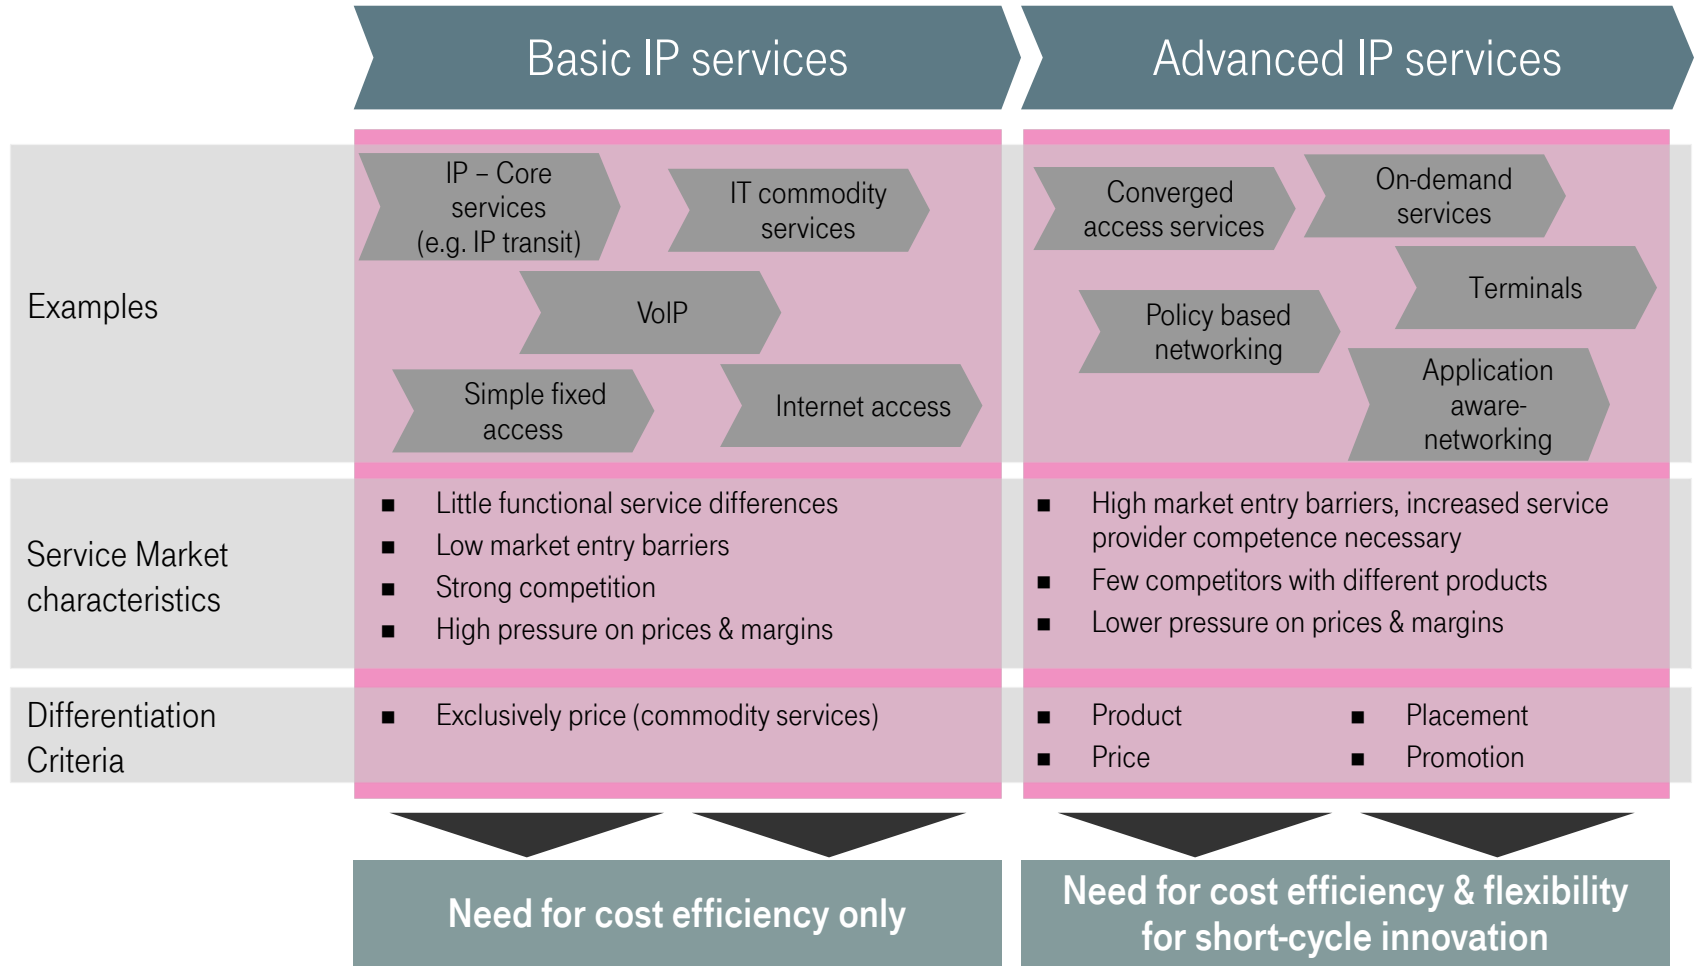 Basic IP services
Advanced IP services
Examples
IP – Core
services
(e.g. IP transit)
IT commodity
services
VoIP
Simple fixed
access
Internet access
Converged
access services
On-demand
services
Terminals
Policy based
networking
Application
aware-
networking
Service Market
characteristics
▪ Little functional service differences
▪ Low market entry barriers
▪ Strong competition
▪ High pressure on prices & margins
▪ High market entry barriers, increased service
provider competence necessary
▪ Few competitors with different products
▪ Lower pressure on prices & margins
Differentiation
Criteria
▪ Exclusively price (commodity services)
▪ Product
▪ Price
▪ Placement
▪ Promotion
Need for cost efficiency only
Need for cost efficiency & flexibility
for short-cycle innovation